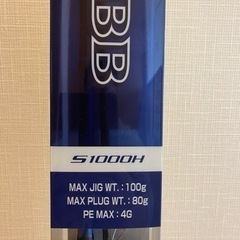 BB
S1000H
MAX JIG WT. : 100g
MAX PLUG WT. : 80g
PE MAX : 4G